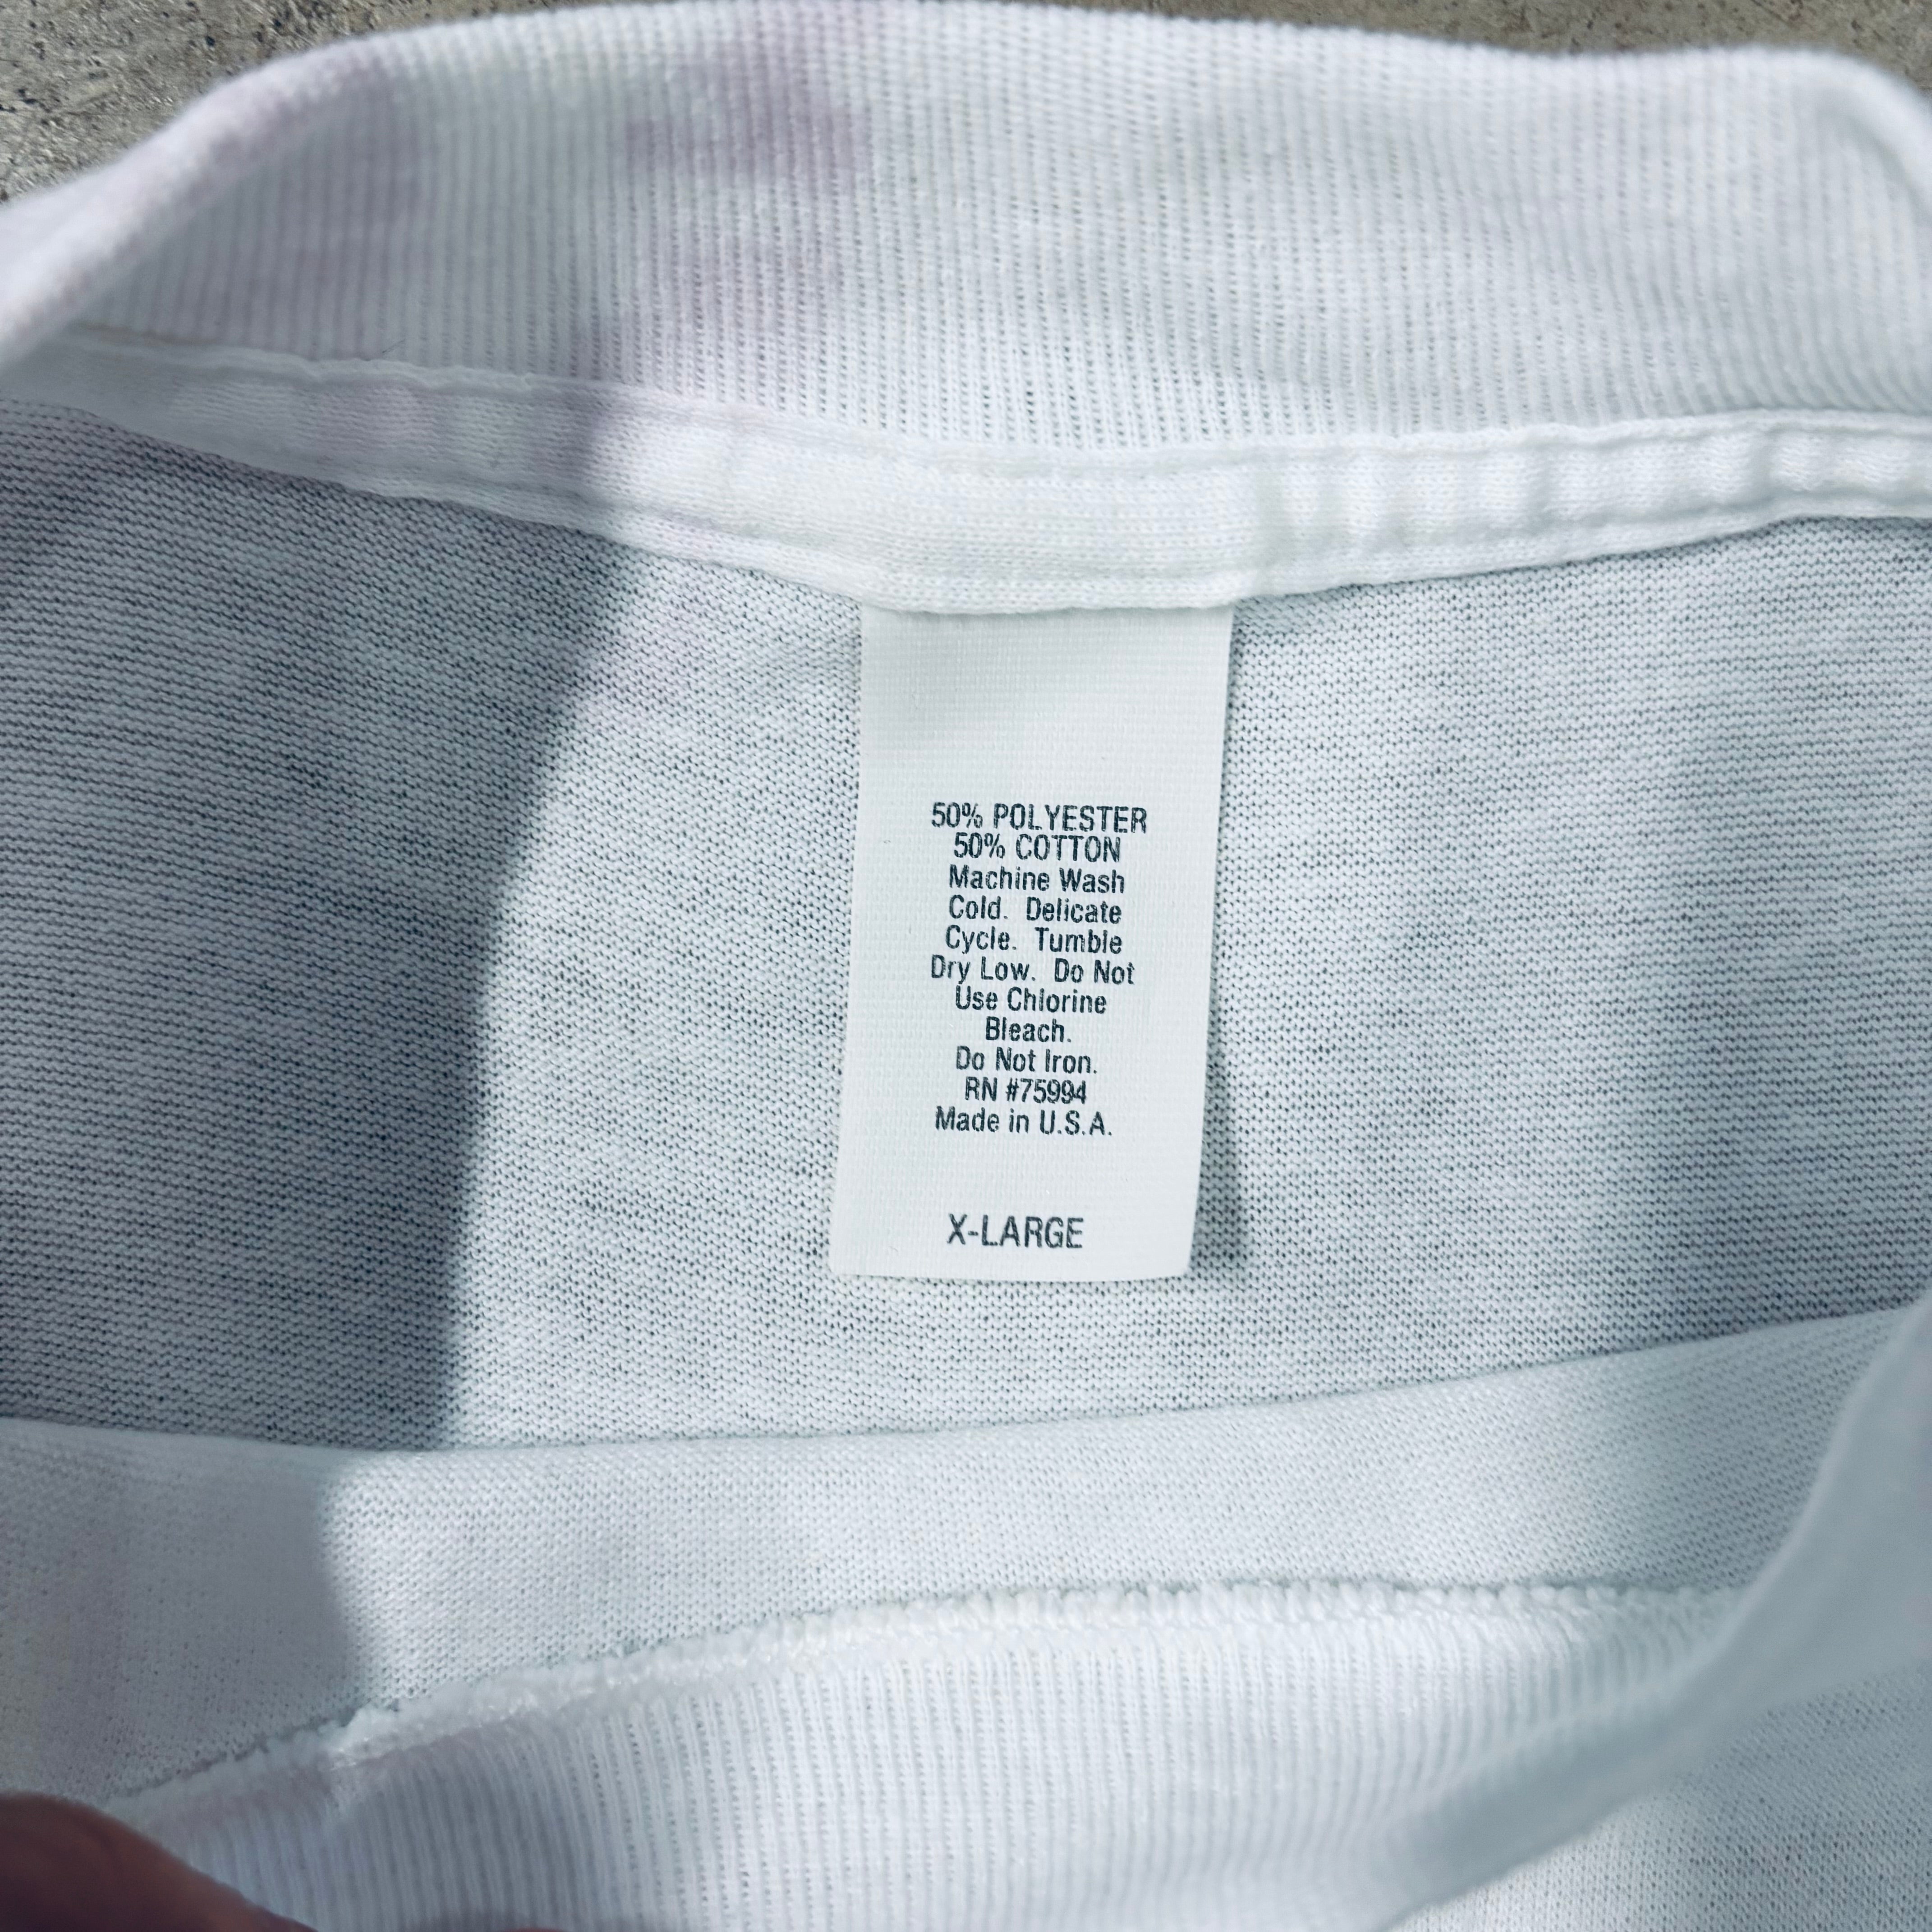 50% POLYESTER
50% COTTON
Machine Wash
Cold. Delicate
Cycle. Tumble
Dry Low. Do Not
Use Chlorine
Bleach.
Do Not Iron.
RN #75994
Made in U.S.A.
X-LARGE